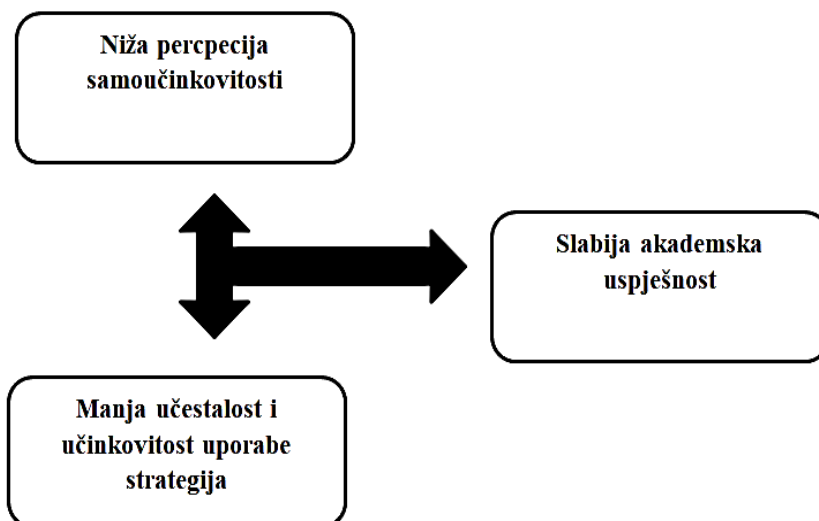 Niža percpecija
samoučinkovitosti
Slabija akademska
uspješnost
Manja učestalost i
učinkovitost uporabe
strategija